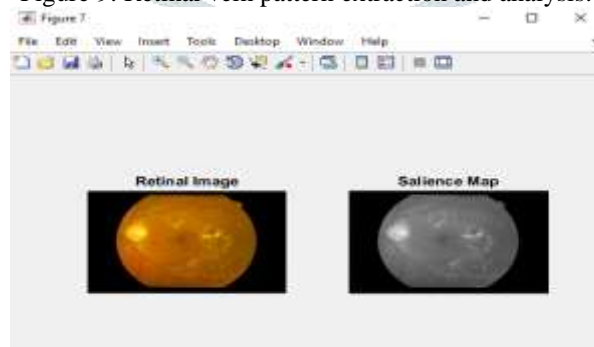 Figure 9: Retinal vein pattern extraction and analysis.
Figure 7
File Edit View Insert Tools Desktop Window Help
Retinal Image Salience Map